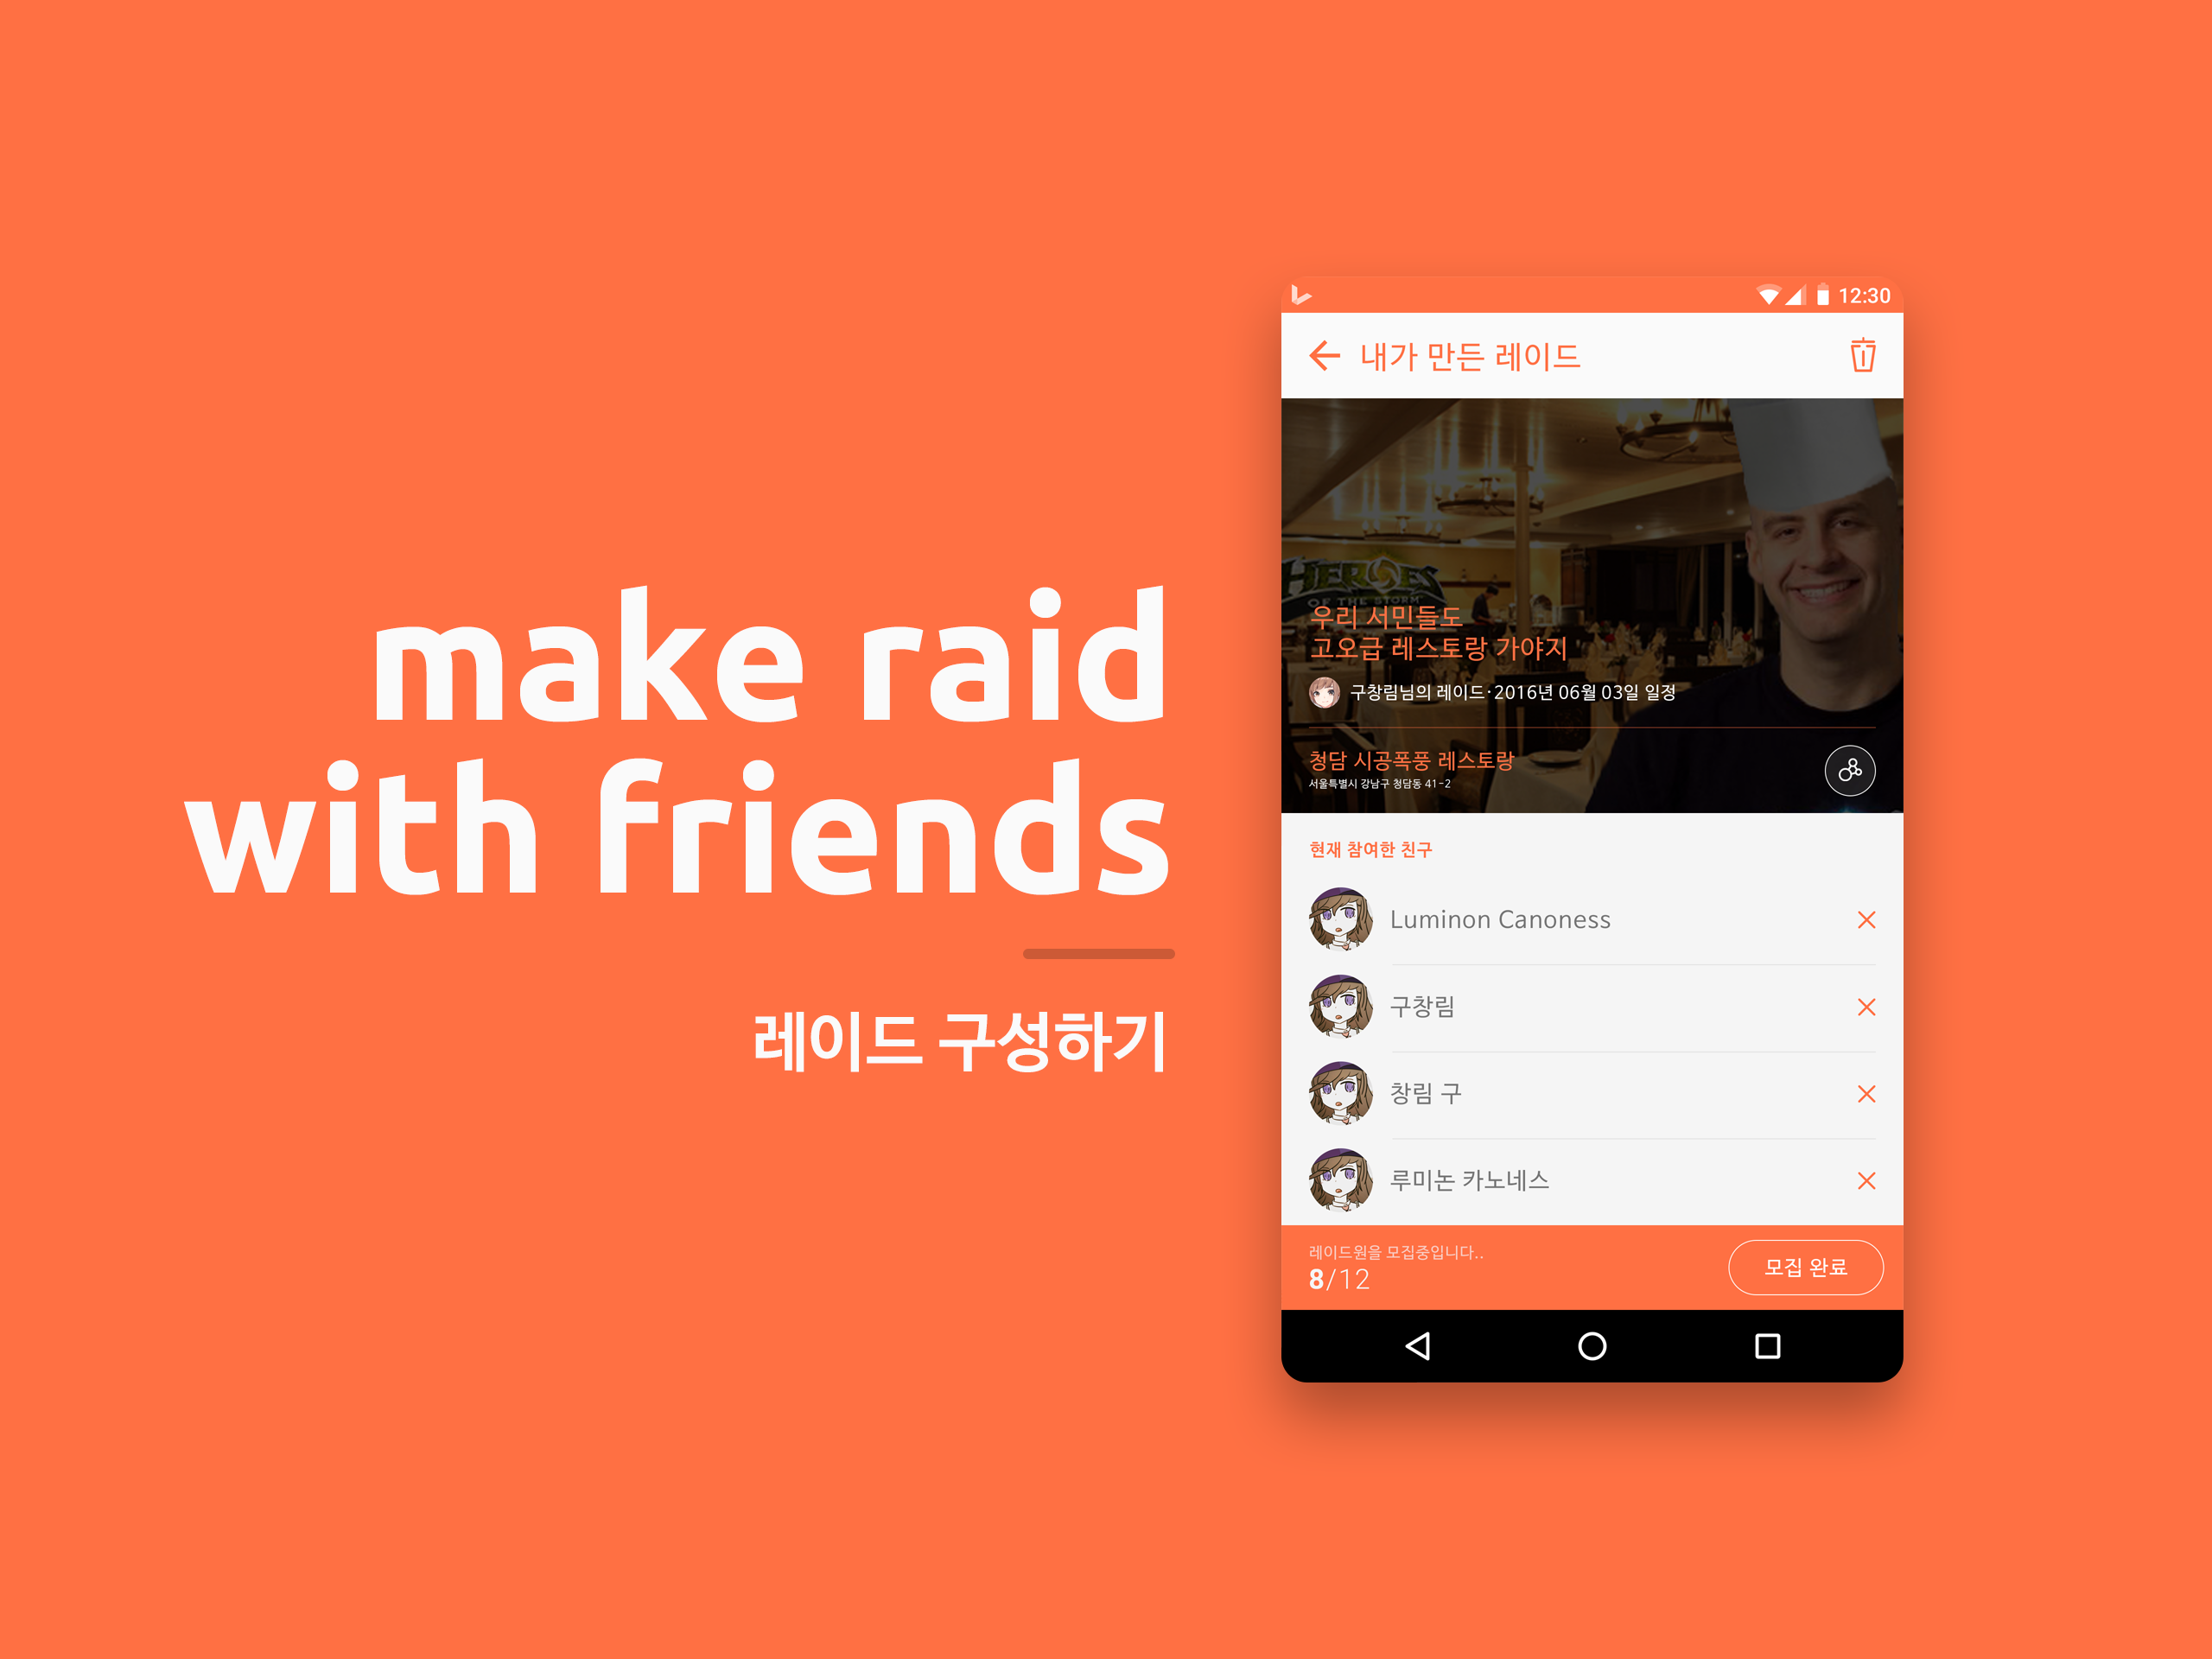 make raid
with friends
레이드 구성하기
12:30
내가 만든 레이드
HEROES
OF THE STORM
우리 서민들도
고오급 레스토랑 가야지
구창림님의 레이드·2016년 06월 03일 일정
청담 시공폭풍 레스토랑
서울특별시 강남구 청담동 41-2
현재 참여한 친구
Luminon Canoness
구창림
창림 구
루미논 카노네스
레이드원을 모집중입니다..
8/12
모집 완료